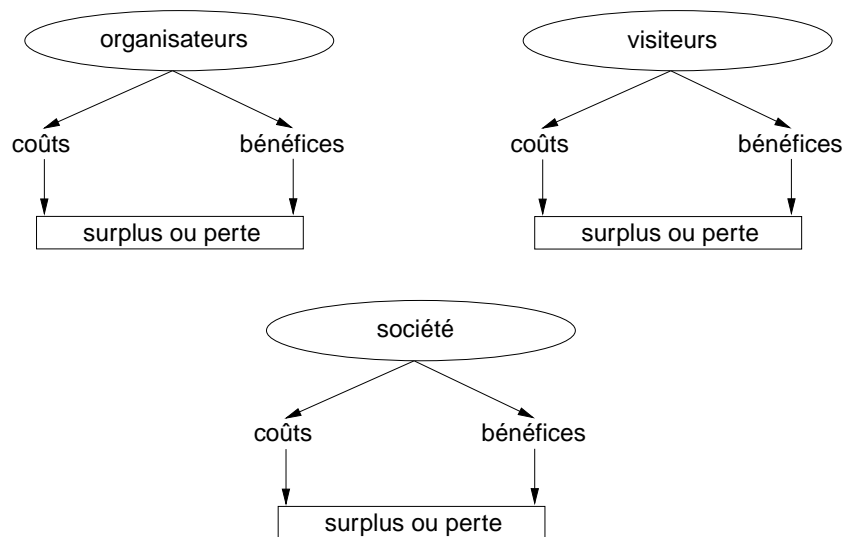 organisateurs
visiteurs
coûts
bénéfices
coûts
bénéfices
surplus ou perte
surplus ou perte
société
coûts
bénéfices
surplus ou perte